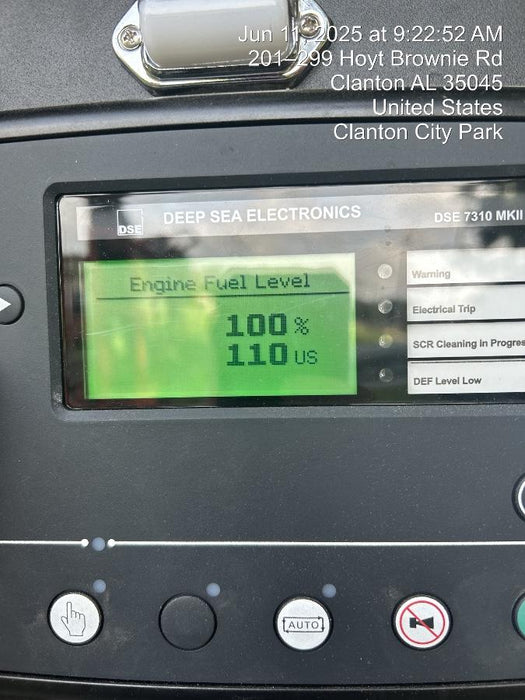 Jun 11, 2025 at 9:22:52 AM
201–299 Hoyt Brownie Rd
Clanton AL 35045
United States
Clanton City Park
DSE
DEEP SEA ELECTRONICS
DSE 7310 MKII
Engine Fuel Level
100 %
110 US
Warning
Electrical Trip
SCR Cleaning in Progres
DEF Level Low
AUTO